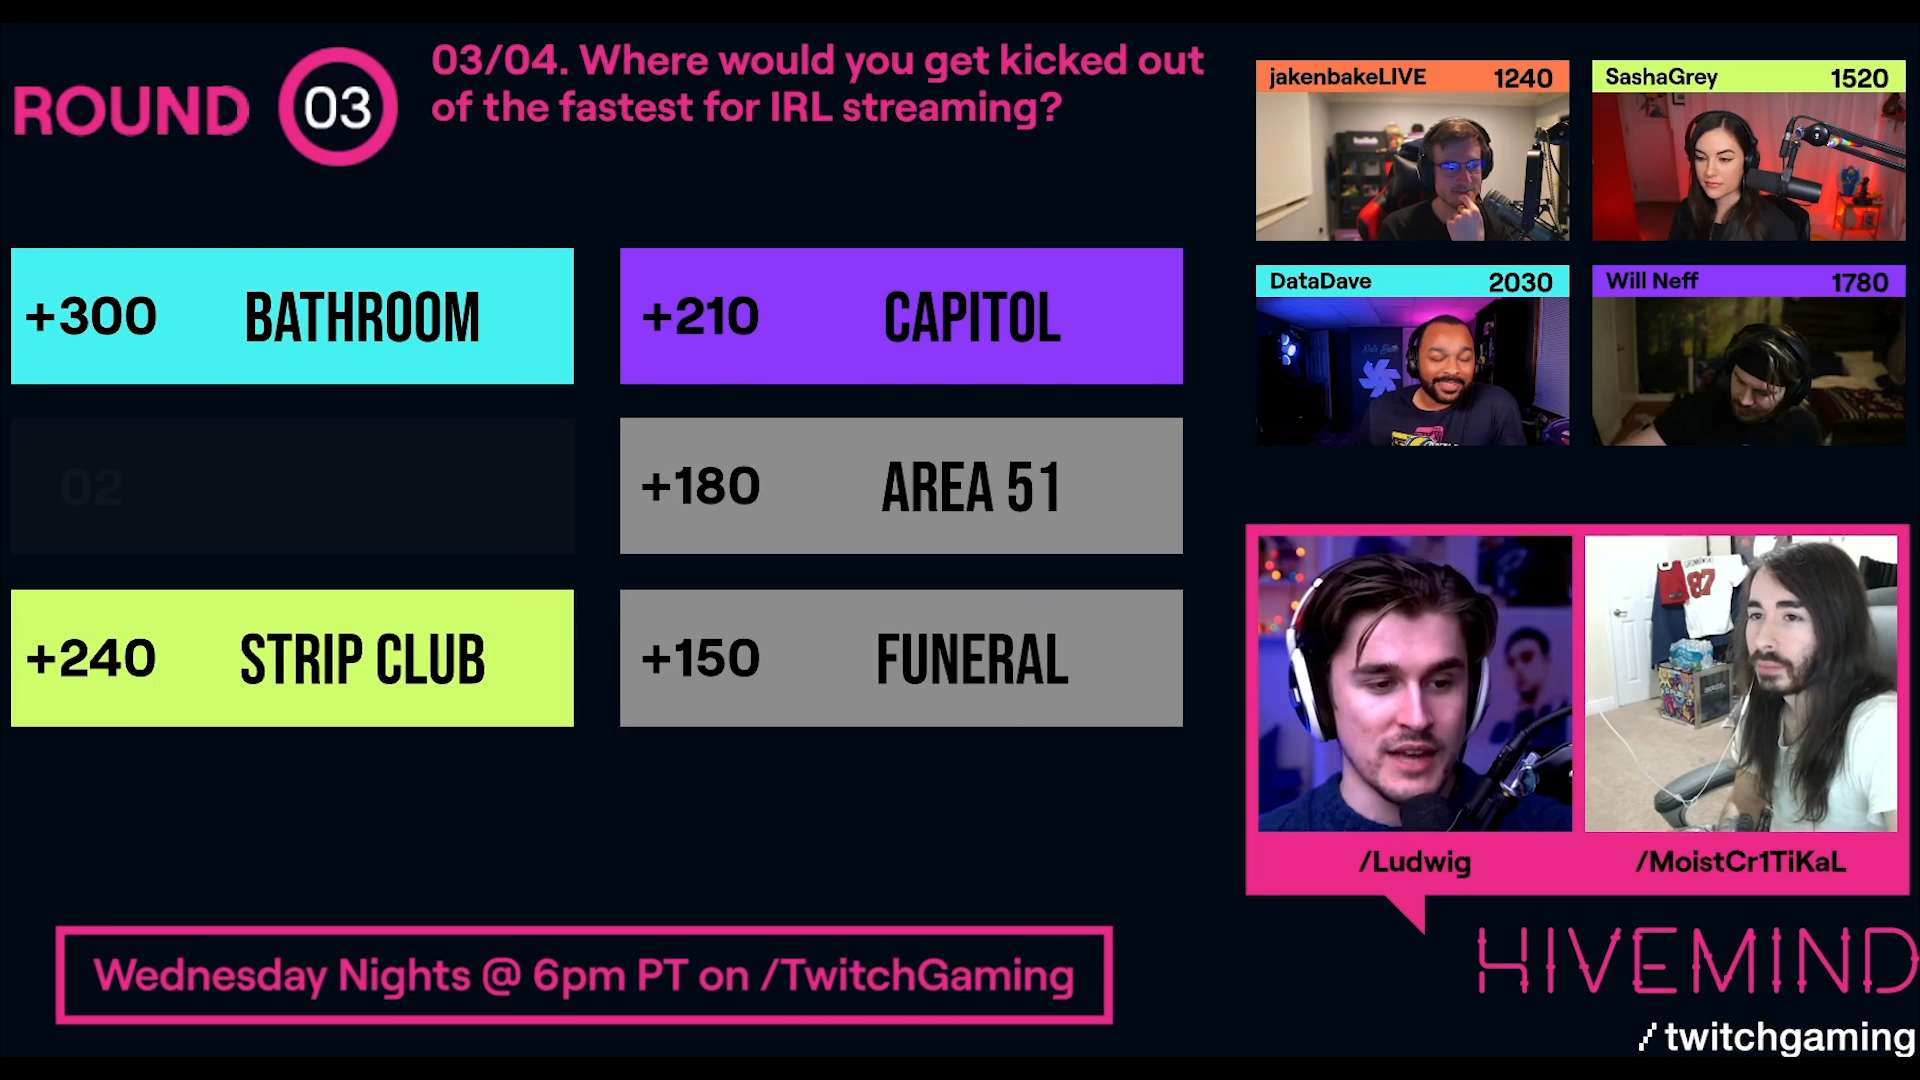 ROUND 03
03/04. Where would you get kicked out
of the fastest for IRL streaming?
+300 BATHROOM
02
+240 STRIP CLUB
+210 CAPITOL
+180 AREA 51
+150 FUNERAL
jakenbakeLIVE 1240
SashaGrey 1520
DataDave 2030
Will Neff 1780
87
/Ludwig
/MoistCr1TiKaL
Wednesday Nights @ 6pm PT on /TwitchGaming
HIVEMIND
/twitchgaming